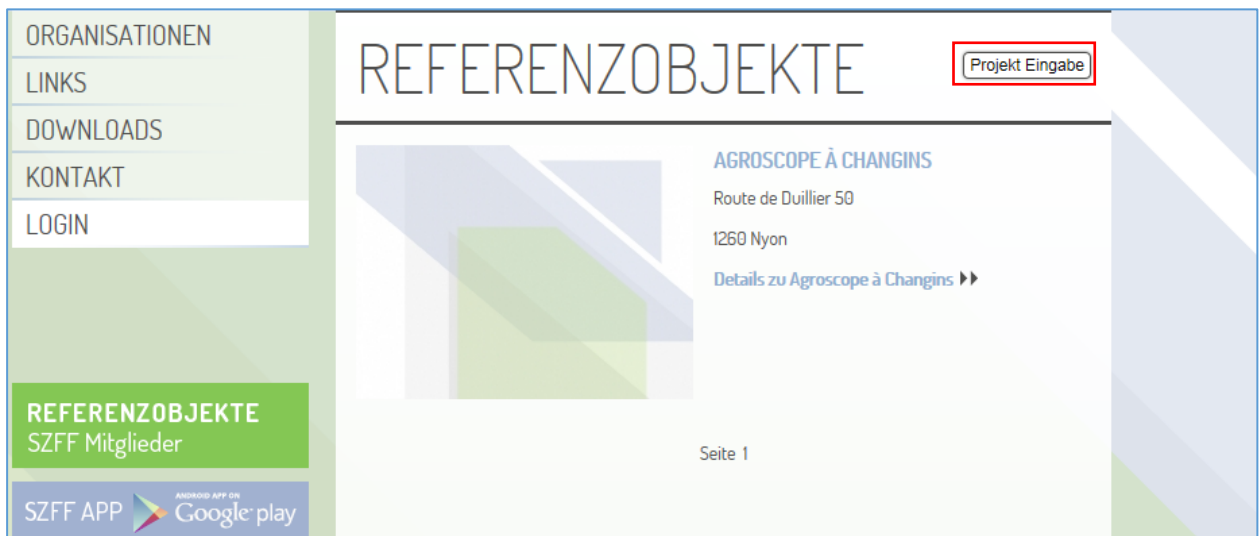 ORGANISATIONEN
LINKS
DOWNLOADS
KONTAKT
LOGIN
REFERENZOBJEKTE
SZFF Mitglieder
SZFF APP
ANDROID APP ON
Google play
REFERENZOBJEKTE
Projekt Eingabe
AGROSCOPE À CHANGINS
Route de Duillier 50
1260 Nyon
Details zu Agroscope à Changins
Seite 1